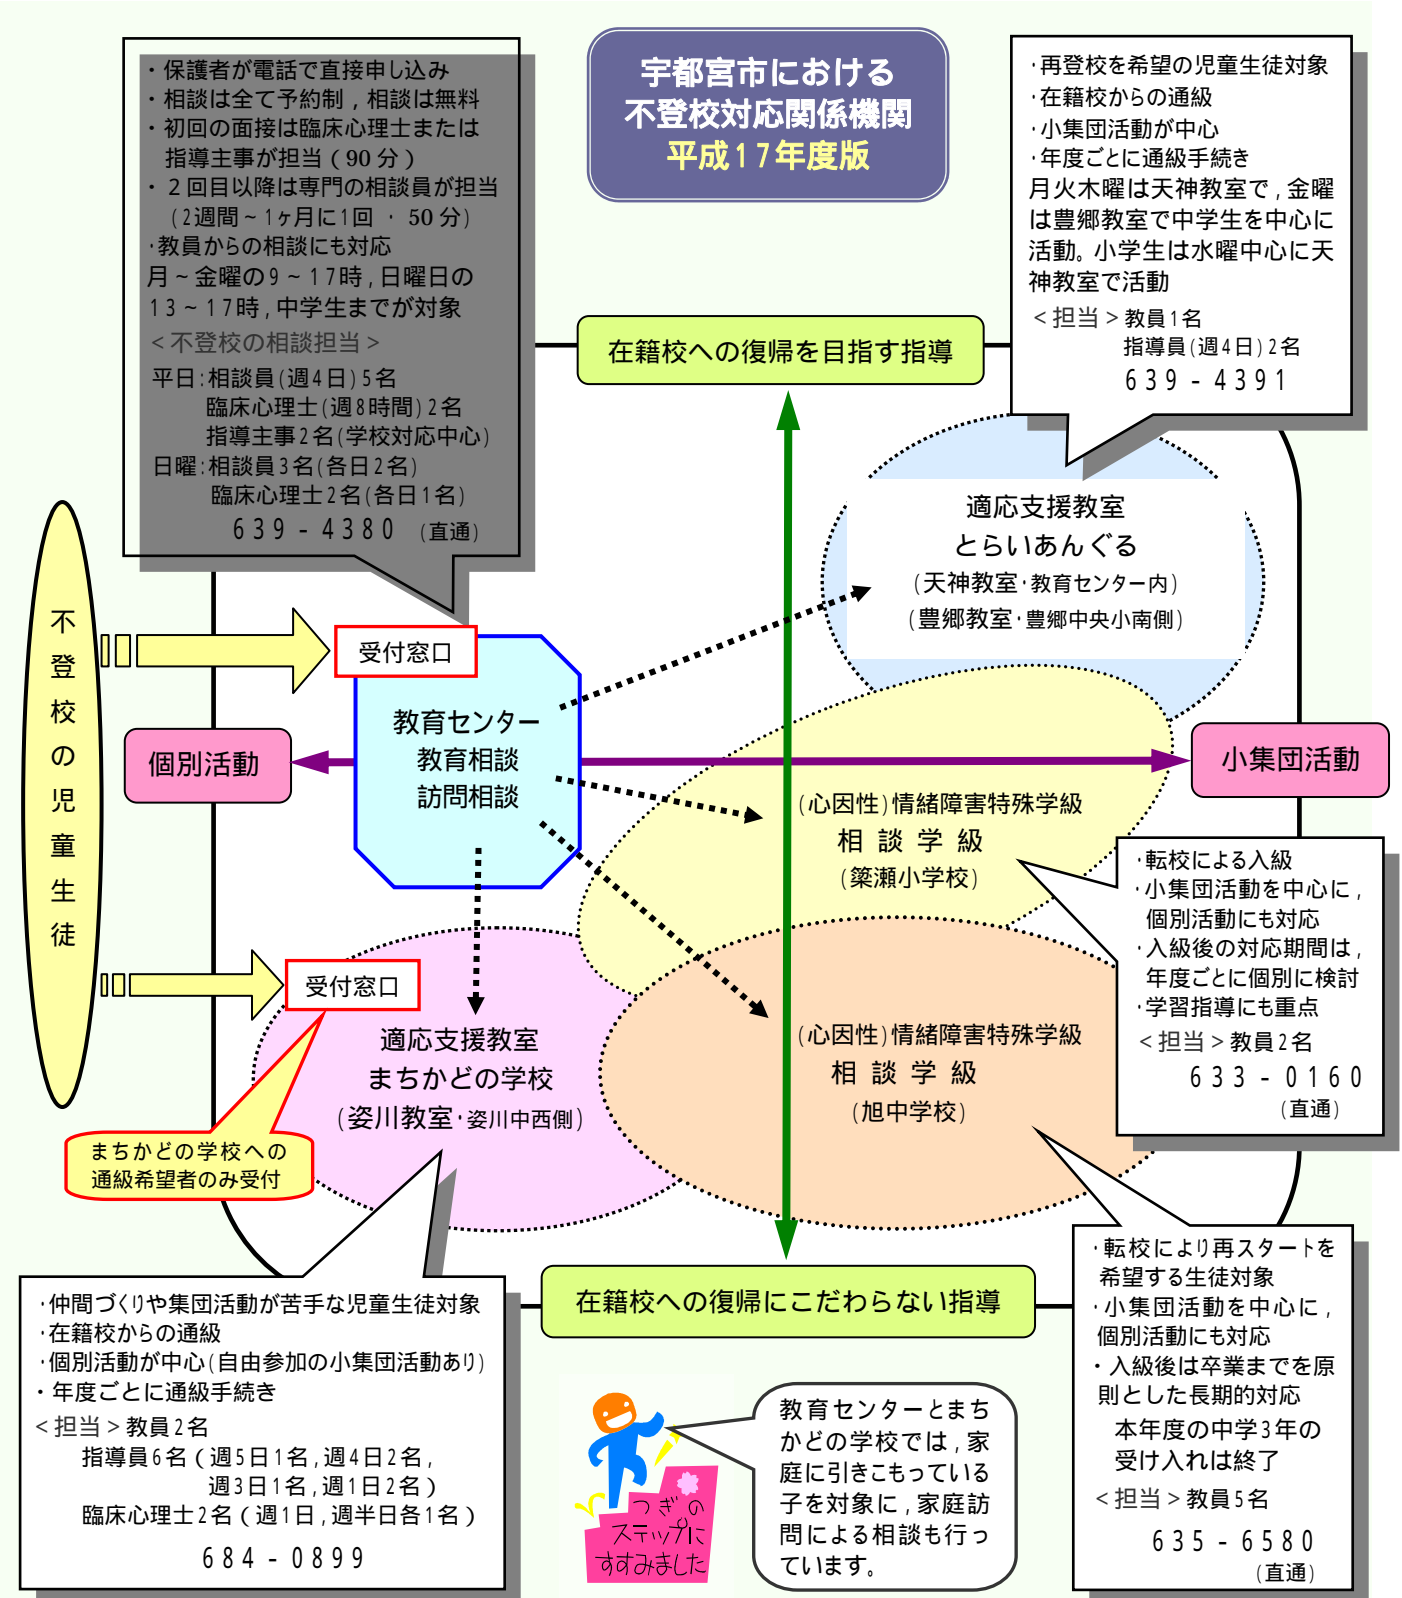 宇都宮市における
不登校対応関係機関
平成17年度版
・保護者が電話で直接申し込み
・相談は全て予約制，相談は無料
・初回の面接は臨床心理士または
指導主事が担当（90分）
・２回目以降は専門の相談員が担当
(2週間～1ヶ月に1回 ・ 50分)
・教員からの相談にも対応
月～金曜の9～17時,日曜日の
13～17時,中学生までが対象
＜不登校の相談担当＞
平日:相談員(週4日)5名
臨床心理士(週8時間)2名
指導主事2名(学校対応中心)
日曜:相談員3名(各日2名)
臨床心理士2名(各日1名)
639-4380 (直通)
・再登校を希望の児童生徒対象
・在籍校からの通級
・小集団活動が中心
・年度ごとに通級手続き
月火木曜は天神教室で,金曜
は豊郷教室で中学生を中心に
活動。小学生は水曜中心に天
神教室で活動
＜担当＞教員1名
指導員(週4日)2名
639-4391
在籍校への復帰を目指す指導
適応支援教室
とらいあんぐる
(天神教室・教育センター内)
(豊郷教室・豊郷中央小南側)
不登校の児童生徒
受付窓口
教育センター
教育相談
訪問相談
個別活動
小集団活動
(心因性)情緒障害特殊学級
相談学級
(簗瀬小学校)
・転校による入級
・小集団活動を中心に,
個別活動にも対応
・入級後の対応期間は,
年度ごとに個別に検討
・学習指導にも重点
＜担当＞教員2名
633-0160
(直通)
受付窓口
適応支援教室
まちかどの学校
(姿川教室・姿川中西側)
(心因性)情緒障害特殊学級
相談学級
(旭中学校)
まちかどの学校への
通級希望者のみ受付
在籍校への復帰にこだわらない指導
・仲間づくりや集団活動が苦手な児童生徒対象
・在籍校からの通級
・個別活動が中心(自由参加の小集団活動あり)
・年度ごとに通級手続き
＜担当＞教員2名
指導員6名（週5日1名,週4日2名,
週3日1名,週1日2名）
臨床心理士2名（週1日,週半日各1名）
684-0899
・転校により再スタートを
希望する生徒対象
・小集団活動を中心に,
個別活動にも対応
・入級後は卒業までを原
則とした長期的対応
本年度の中学3年の
受け入れは終了
＜担当＞教員5名
635-6580
(直通)
教育センターとまち
かどの学校では,家
庭に引きこもっている
子を対象に,家庭訪
問による相談も行っ
ています。
つぎの
ステップに
すすみました